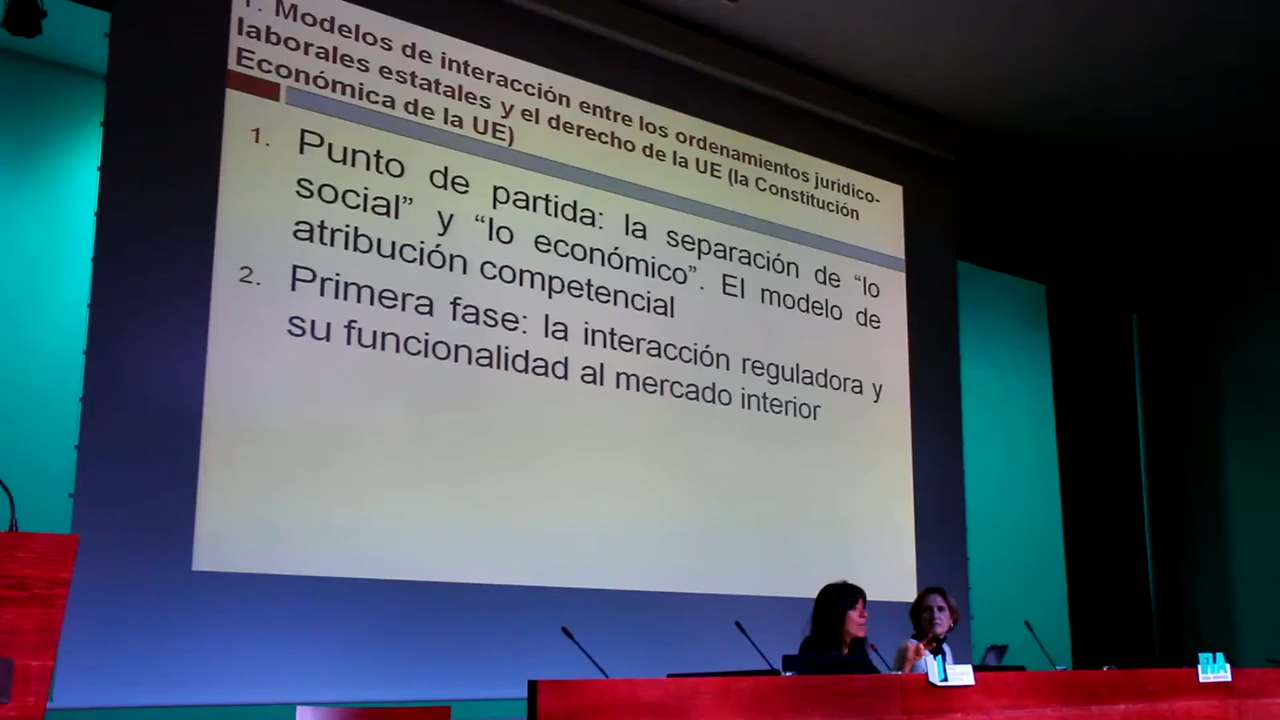 1. Modelos de interacción entre los ordenamientos jurídico-
laborales estatales y el derecho de la UE (la Constitución
Económica de la UE)
1. Punto de partida: la separación de “lo
social” y “lo económico”. El modelo de
atribución competencial
2. Primera fase: la interacción reguladora y
su funcionalidad al mercado interior